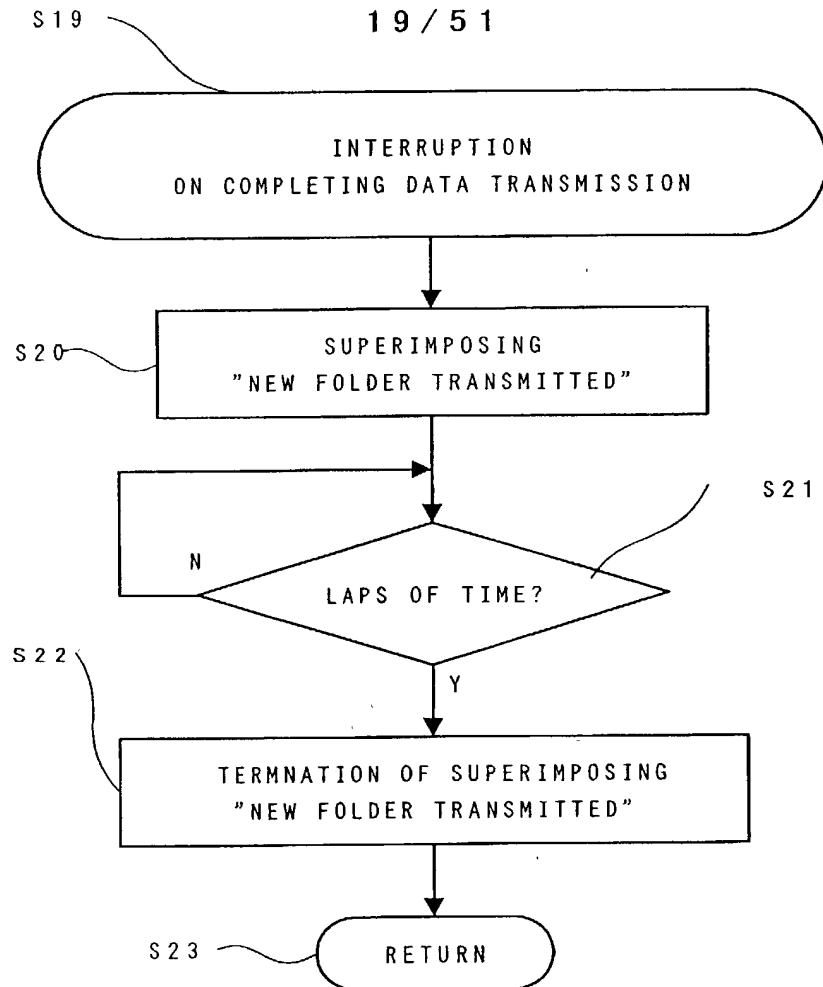 S19
19/51
INTERRUPTION
ON COMPLETING DATA TRANSMISSION
S20
SUPERIMPOSING
"NEW FOLDER TRANSMITTED"
S21
N
LAPS OF TIME?
S22
Y
TERMNATION OF SUPERIMPOSING
"NEW FOLDER TRANSMITTED"
S23
RETURN